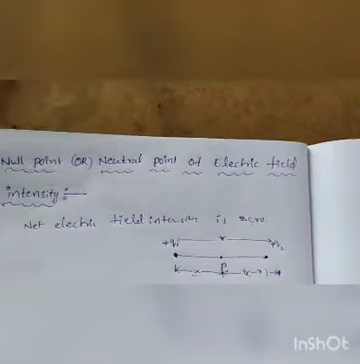 Null point (OR) Neutral point of Electric field
intensity :-
Net electric field intensity is zero.
+q₁ r q₂
x P (r-x)
InShOt